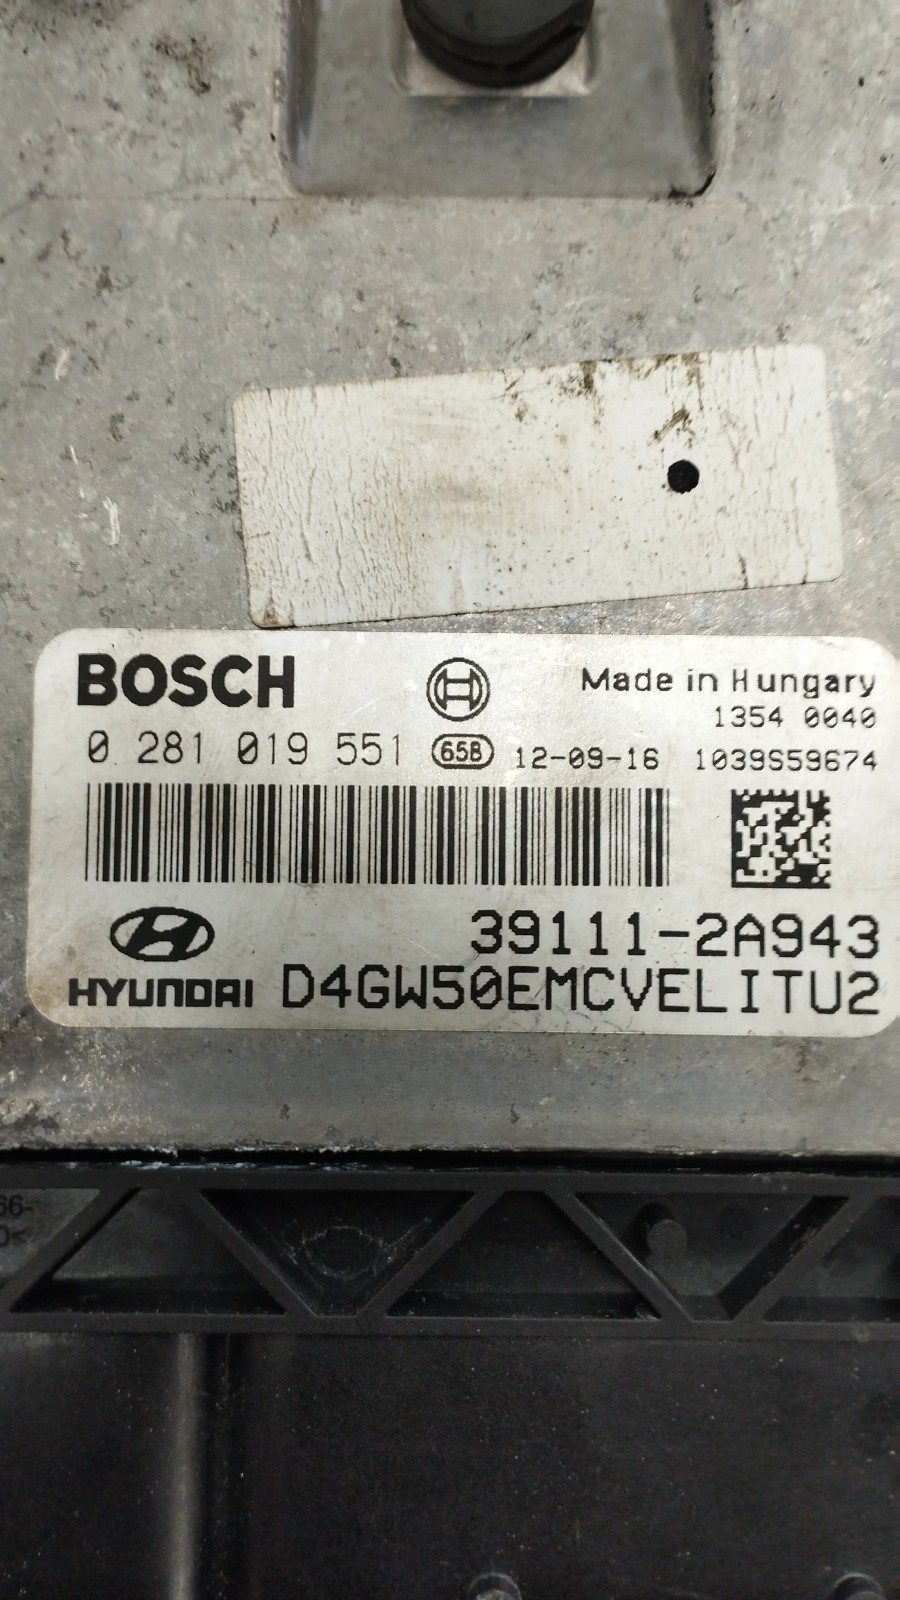 BOSCH
Made in Hungary
1354 0040
0 281 019 551 65B 12-09-16 1039S59674
39111-2A943
HYUNDAI D4GW50EMCVELITU2
66-